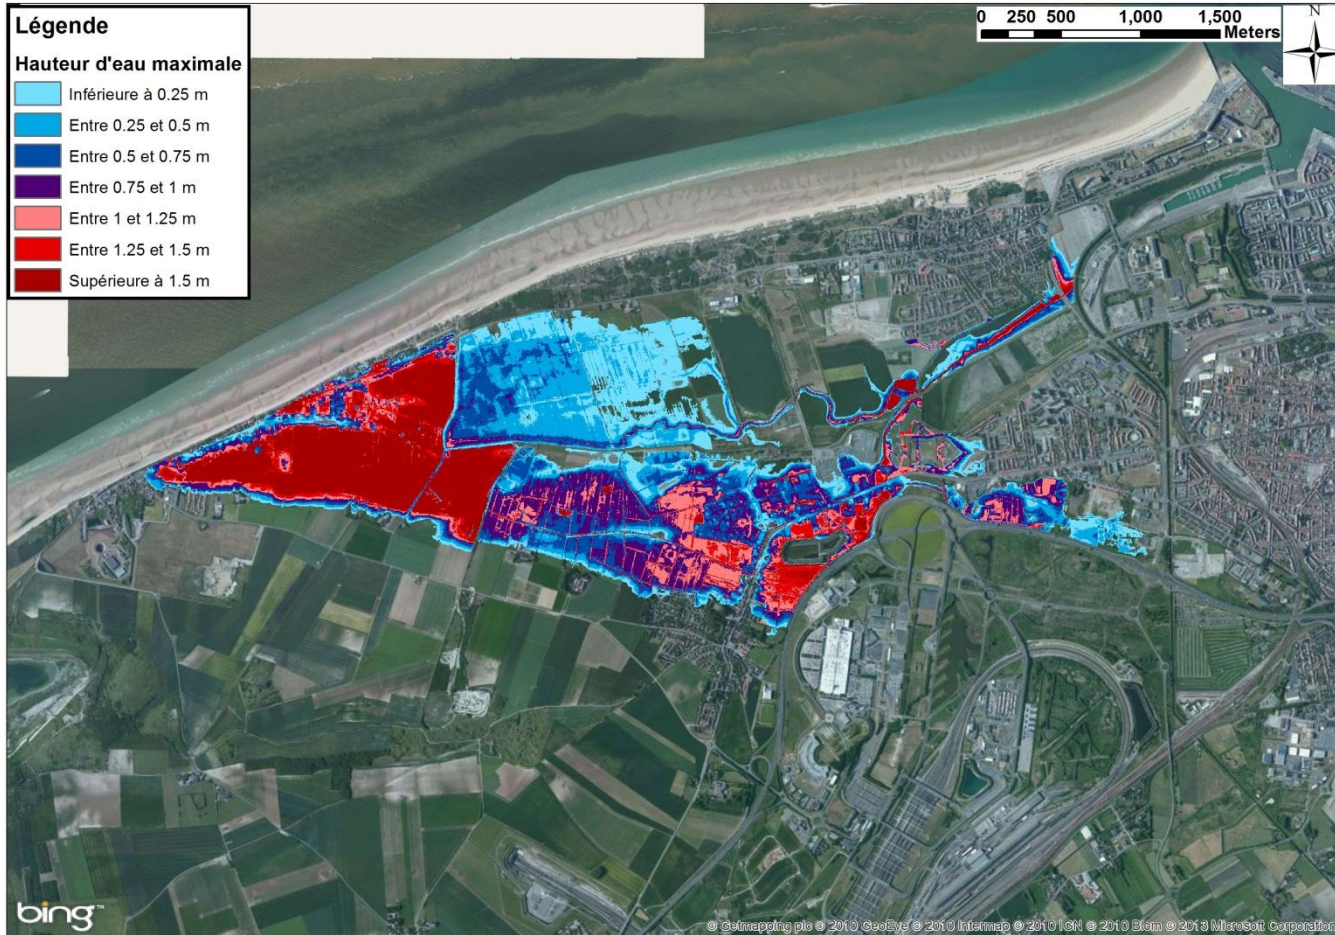 Légende
Hauteur d'eau maximale
Inférieure à 0.25 m
Entre 0.25 et 0.5 m
Entre 0.5 et 0.75 m
Entre 0.75 et 1 m
Entre 1 et 1.25 m
Entre 1.25 et 1.5 m
Supérieure à 1.5 m
0 250 500 1,000 1,500
Meters
N
bing™
© Getmapping plc © 2010 GeoEye © 2010 Intermap © 2010 IGN © 2010 Blom © 2013 Microsoft Corporation